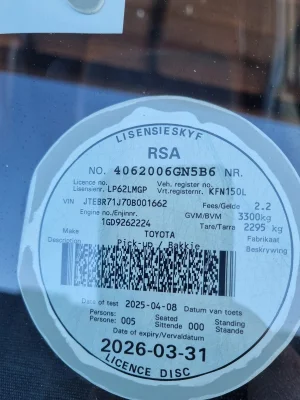 LISENSIESKYF
RSA
NO. 4062006GN5B6 NR.
Licence no. Veh. register no.
Lisensienr. LP62LMGP Vrt.registernr. KFN150L
VIN JTEBR71J70B001662 Fees/Gelde 2.2
Engine no./Enjinnr. GVM/BVM 3300kg
1GD9262224 Tare/Tarra 2295 kg
Make TOYOTA Fabrikaat
Description Pick-up / Bakkie Beskrywing
Date of test 2025-04-08 Datum van toets
Persons: Seated Standing
Persone: 005 Sittende 000 Staande
Date of expiry/Vervaldatum
2026-03-31
LICENCE DISC